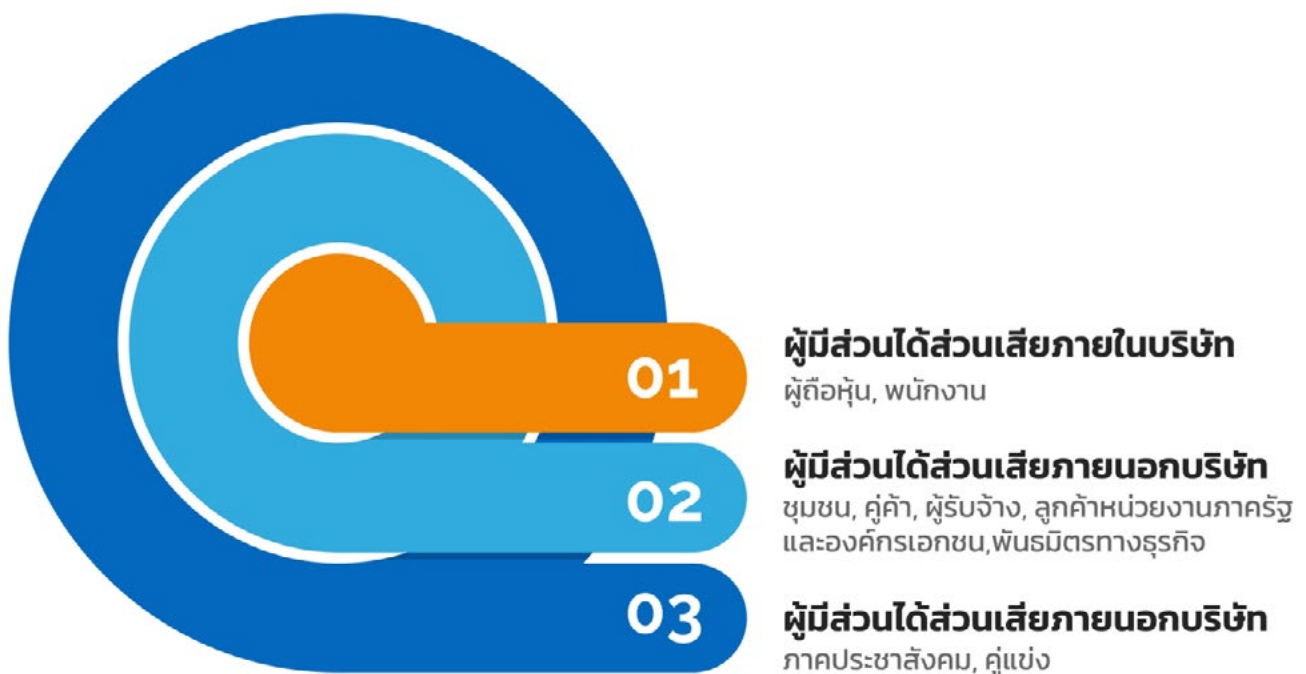 01
ผู้มีส่วนได้ส่วนเสียภายในบริษัท
ผู้ถือหุ้น, พนักงาน
02
ผู้มีส่วนได้ส่วนเสียภายนอกบริษัท
ชุมชน, คู่ค้า, ผู้รับจ้าง, ลูกค้าหน่วยงานภาครัฐ
และองค์กรเอกชน,พันธมิตรทางธุรกิจ
03
ผู้มีส่วนได้ส่วนเสียภายนอกบริษัท
ภาคประชาสังคม, คู่แข่ง